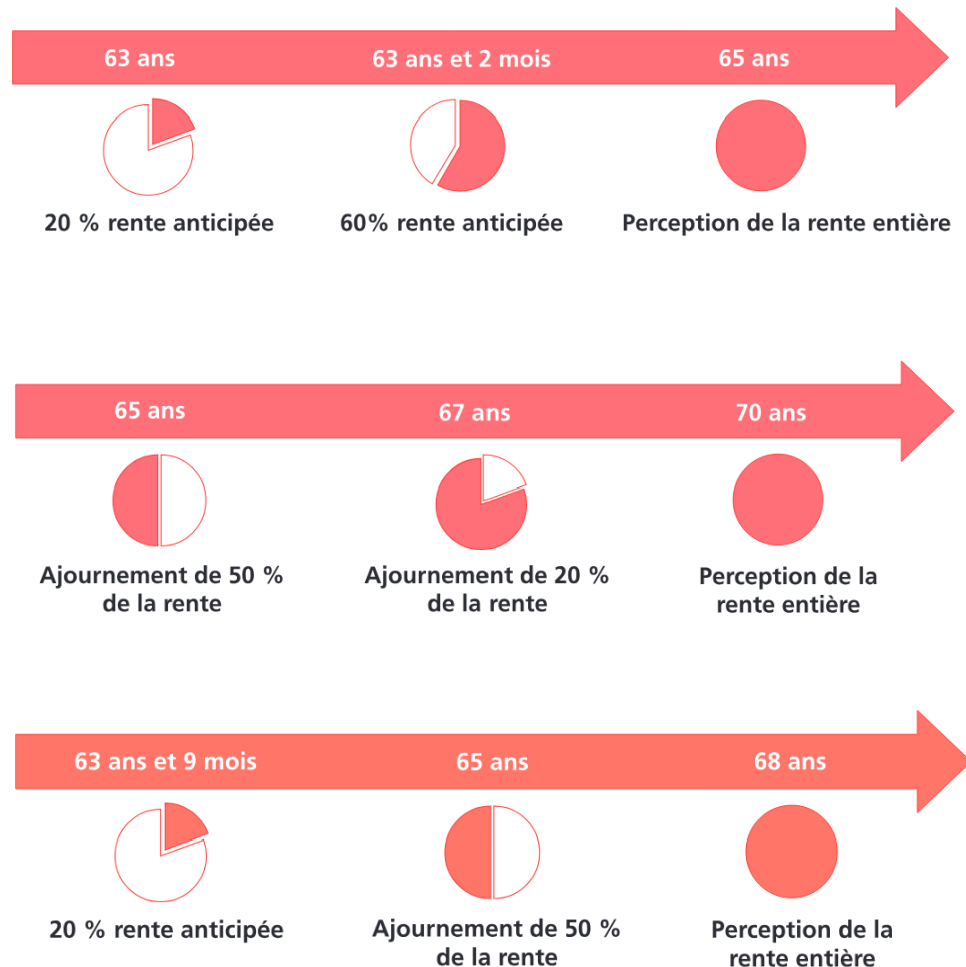 63 ans
63 ans et 2 mois
65 ans
20 % rente anticipée
60% rente anticipée
Perception de la rente entière
65 ans
67 ans
70 ans
Ajournement de 50 %
de la rente
Ajournement de 20 %
de la rente
Perception de la
rente entière
63 ans et 9 mois
65 ans
68 ans
20 % rente anticipée
Ajournement de 50 %
de la rente
Perception de la
rente entière